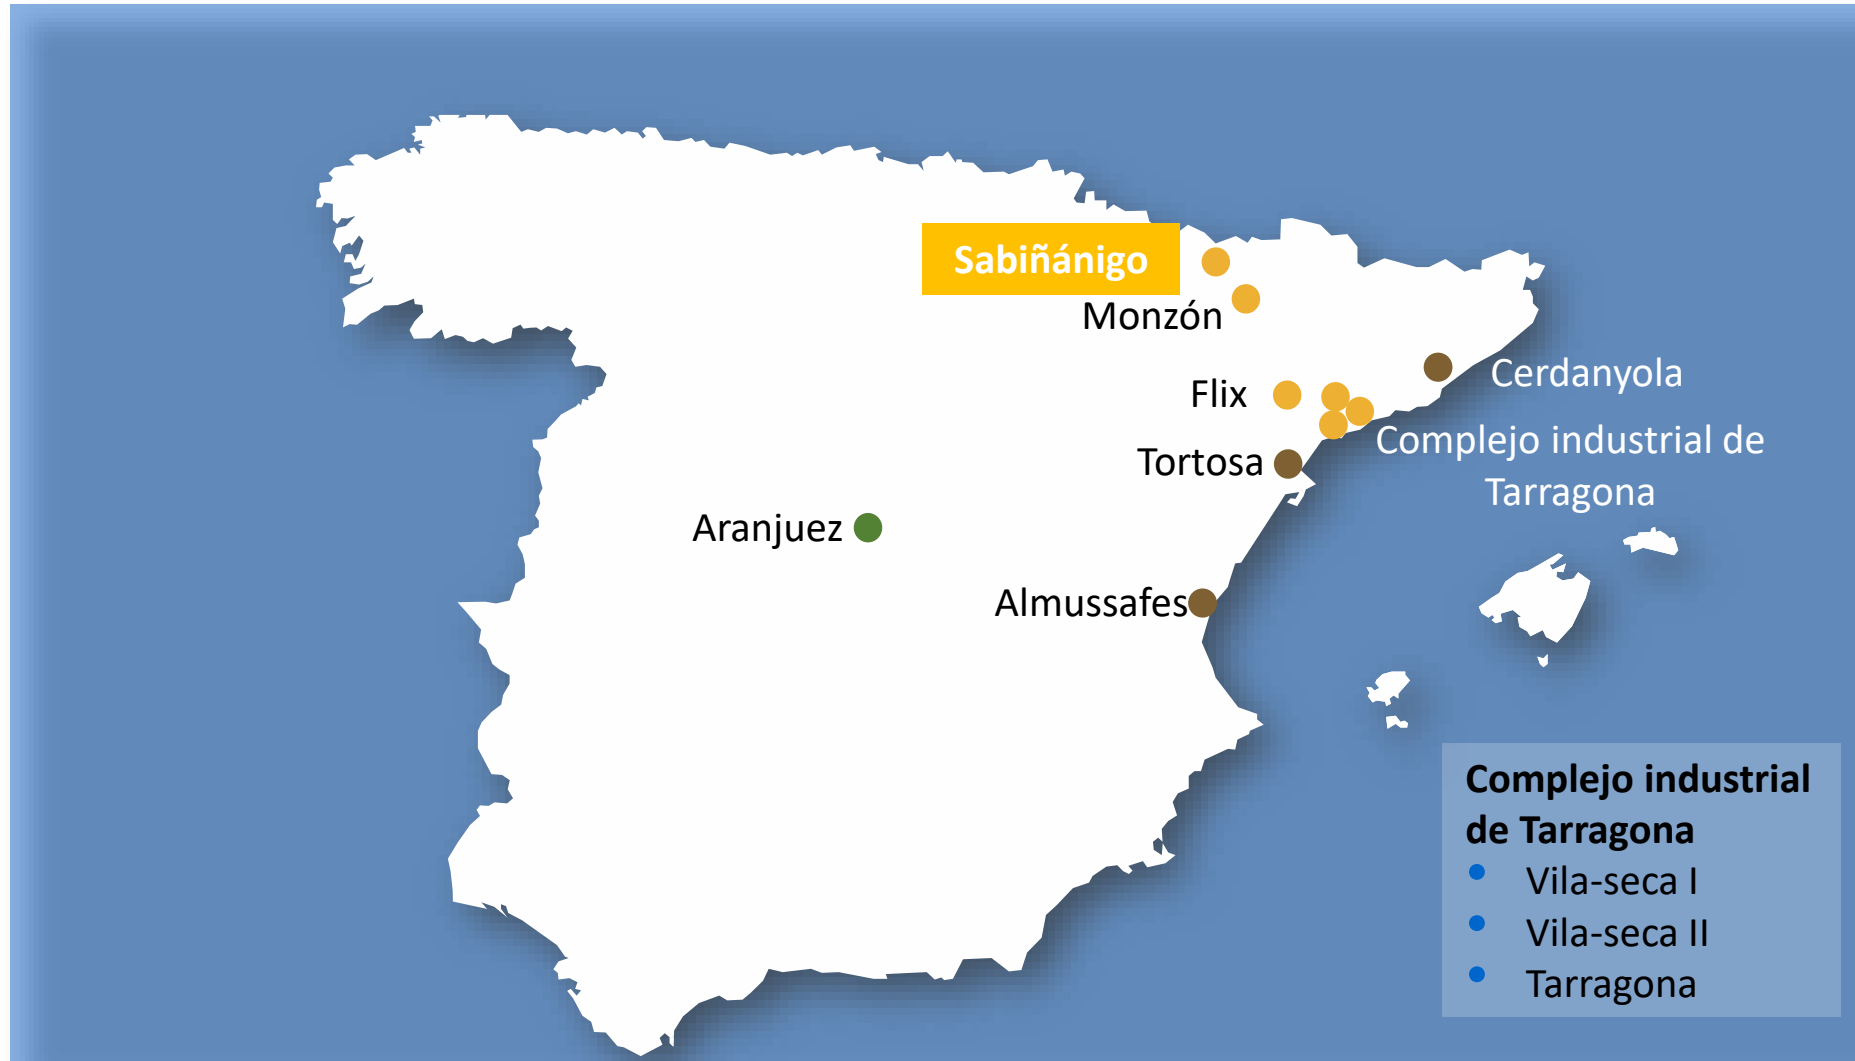 Sabiñánigo
Monzón
Cerdanyola
Flix
Complejo industrial de
Tarragona
Tortosa
Aranjuez
Almussafes
Complejo industrial
de Tarragona
• Vila-seca I
• Vila-seca II
• Tarragona